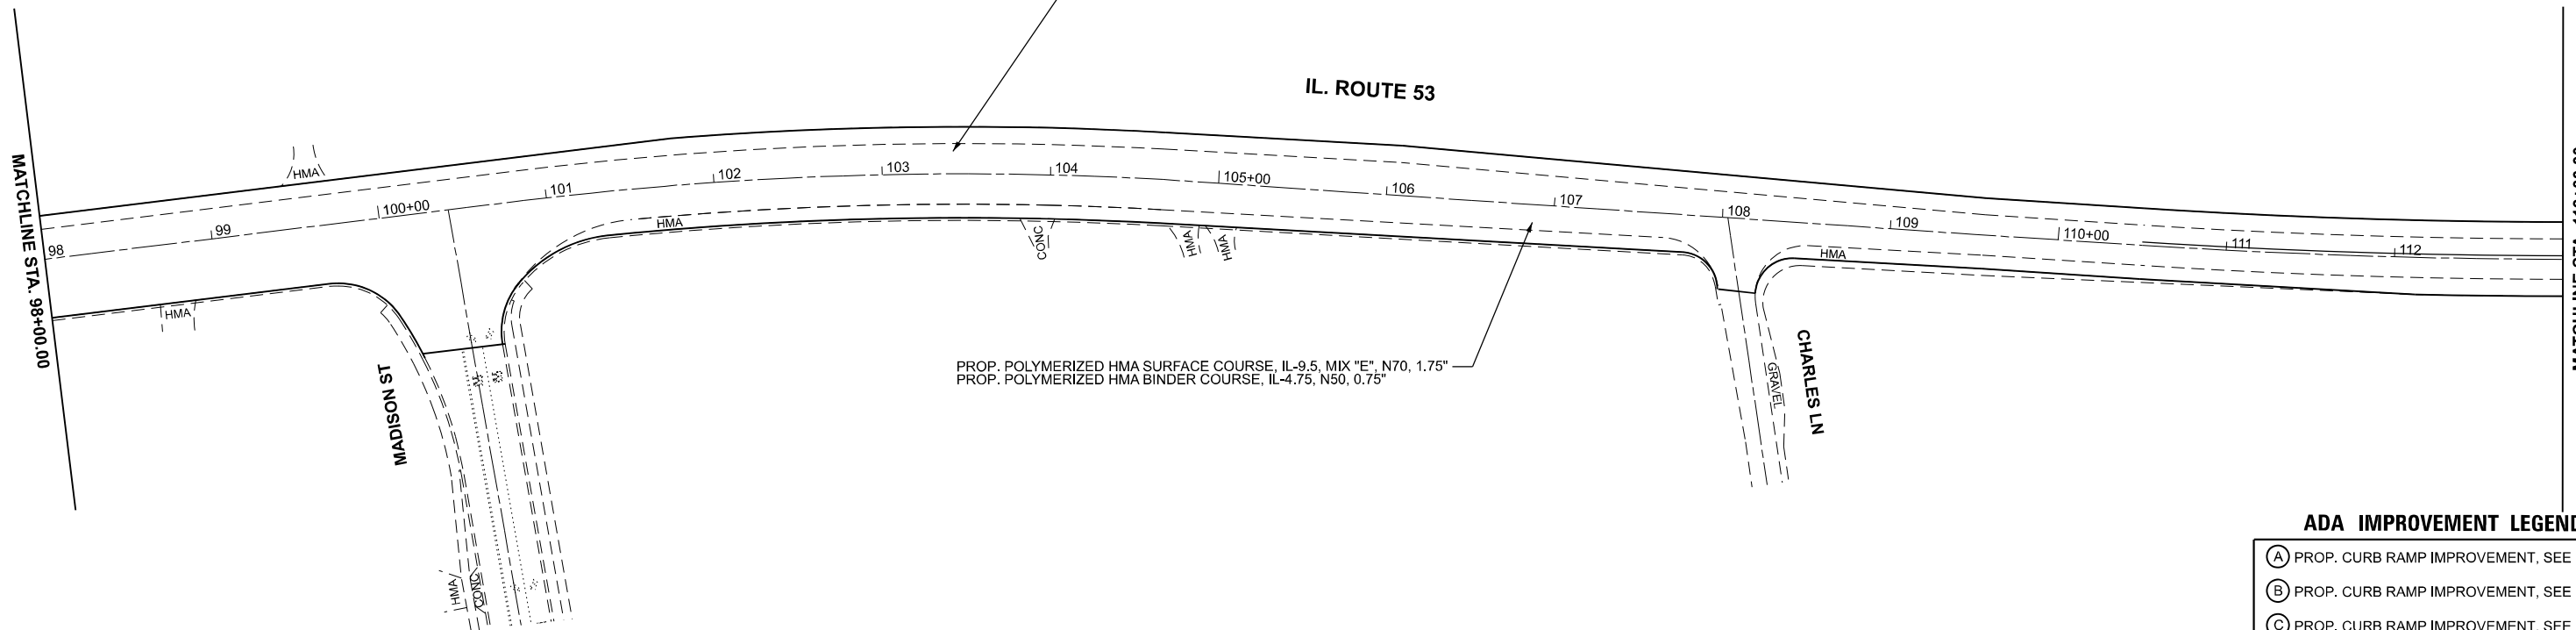 IL. ROUTE 53
MATCHLINE STA. 98+00.00
HMA
98
99
100+00
101
102
103
104
105+00
106
107
108
109
110+00
111
112
HMA
HMA
CONC
HMA
HMA
HMA
MADISON ST
PROP. POLYMERIZED HMA SURFACE COURSE, IL-9.5, MIX "E", N70, 1.75"
PROP. POLYMERIZED HMA BINDER COURSE, IL-4.75, N50, 0.75"
GRAVEL
CHARLES LN
HMA
CONC
ADA IMPROVEMENT LEGEND
A PROP. CURB RAMP IMPROVEMENT, SEE
B PROP. CURB RAMP IMPROVEMENT, SEE
C PROP. CURB RAMP IMPROVEMENT, SEE